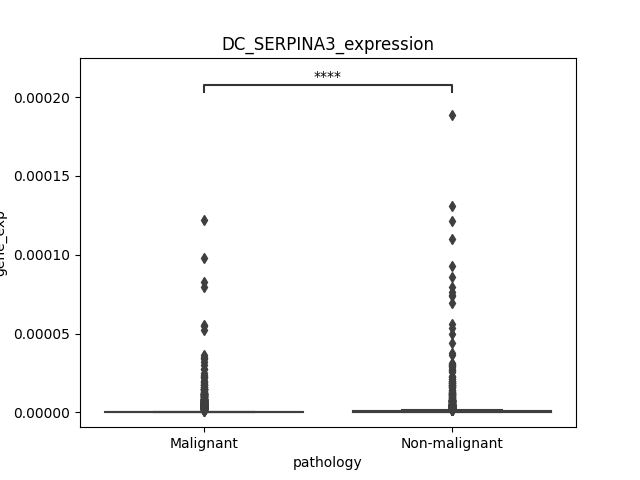 DC_SERPINA3_expression
****
0.00020
0.00015
0.00010
0.00005
0.00000
gene_exp
Malignant
Non-malignant
pathology